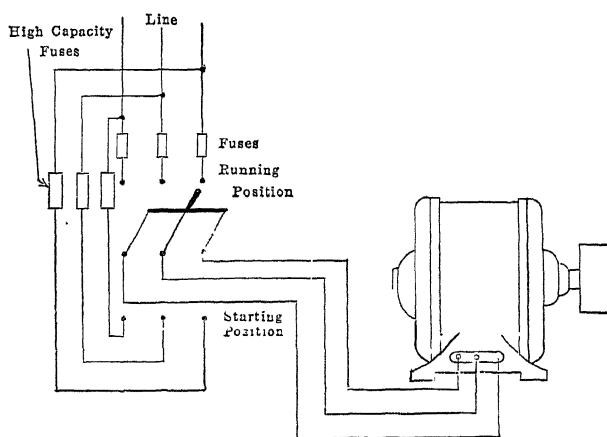 Line
High Capacity
Fuses
Fuses
Running
Position
Starting
Position